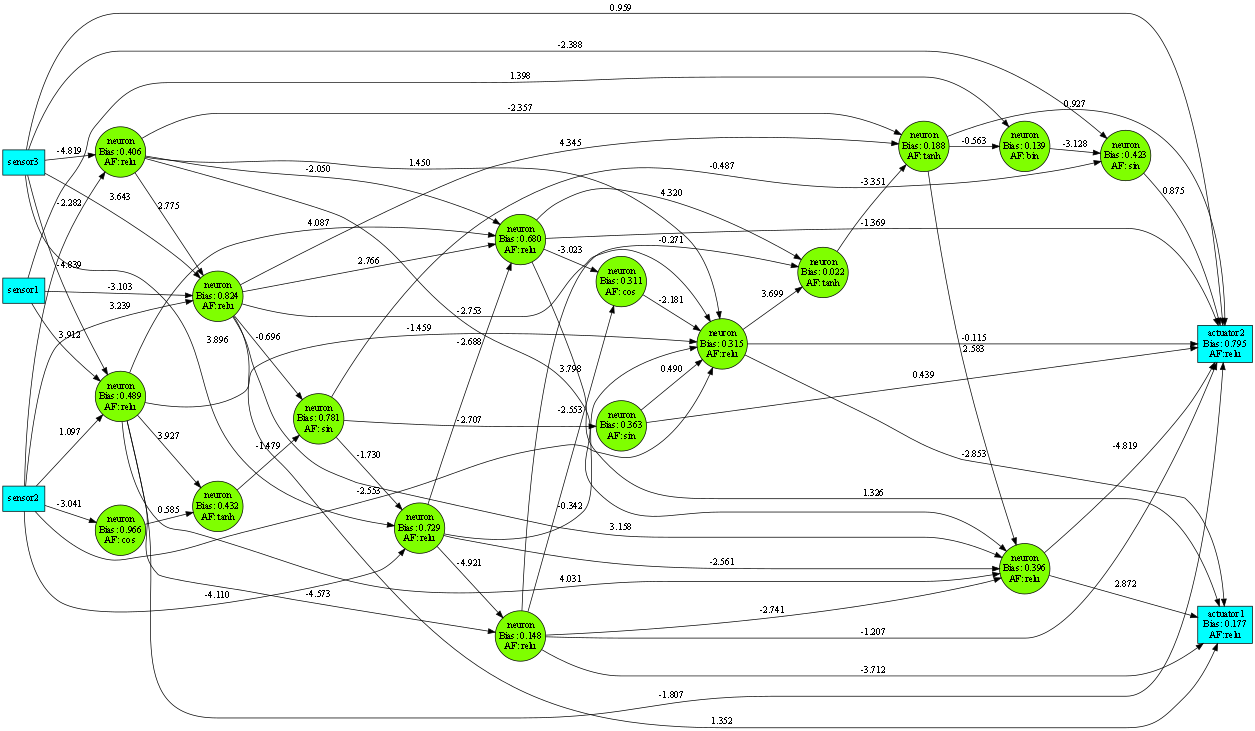 0.959
-2.388
1.398
0.927
-2.357
neuron
Bias: 0.406
AF: relu
neuron
Bias: 0.188
AF: tanh
neuron
Bias: 0.139
AF: bin
neuron
Bias: 0.423
AF: sin
-0.563
-3.128
4.345
-4.819
sensor3
1.450
-2.050
-0.487
-3.351
0.875
-2.282
3.643
2.775
4.320
4.087
-1.369
neuron
Bias: 0.680
AF: relu
-3.023
-0.271
2.766
-4.839
neuron
Bias: 0.311
AF: cos
neuron
Bias: 0.022
AF: tanh
sensor1
-3.103
neuron
Bias: 0.824
AF: relu
3.239
-2.181
3.699
-2.753
3.912
3.896
-0.696
-1.459
-2.688
neuron
Bias: 0.315
AF: relu
-0.115
2.583
actuator2
Bias: 0.795
AF: relu
3.798
0.490
0.439
neuron
Bias: 0.489
AF: relu
neuron
Bias: 0.781
AF: sin
-2.707
-2.553
neuron
Bias: 0.363
AF: sin
1.097
3.927
-1.479
-1.730
-4.819
-2.853
sensor2
-3.041
-2.553
1.326
0.585
neuron
Bias: 0.432
AF: tanh
-0.342
neuron
Bias: 0.966
AF: cos
neuron
Bias: 0.729
AF: relu
3.158
-4.921
-2.561
neuron
Bias: 0.396
AF: relu
4.031
2.872
-4.110
-4.573
-2.741
neuron
Bias: 0.148
AF: relu
-1.207
actuator1
Bias: 0.177
AF: relu
-3.712
-1.807
1.352